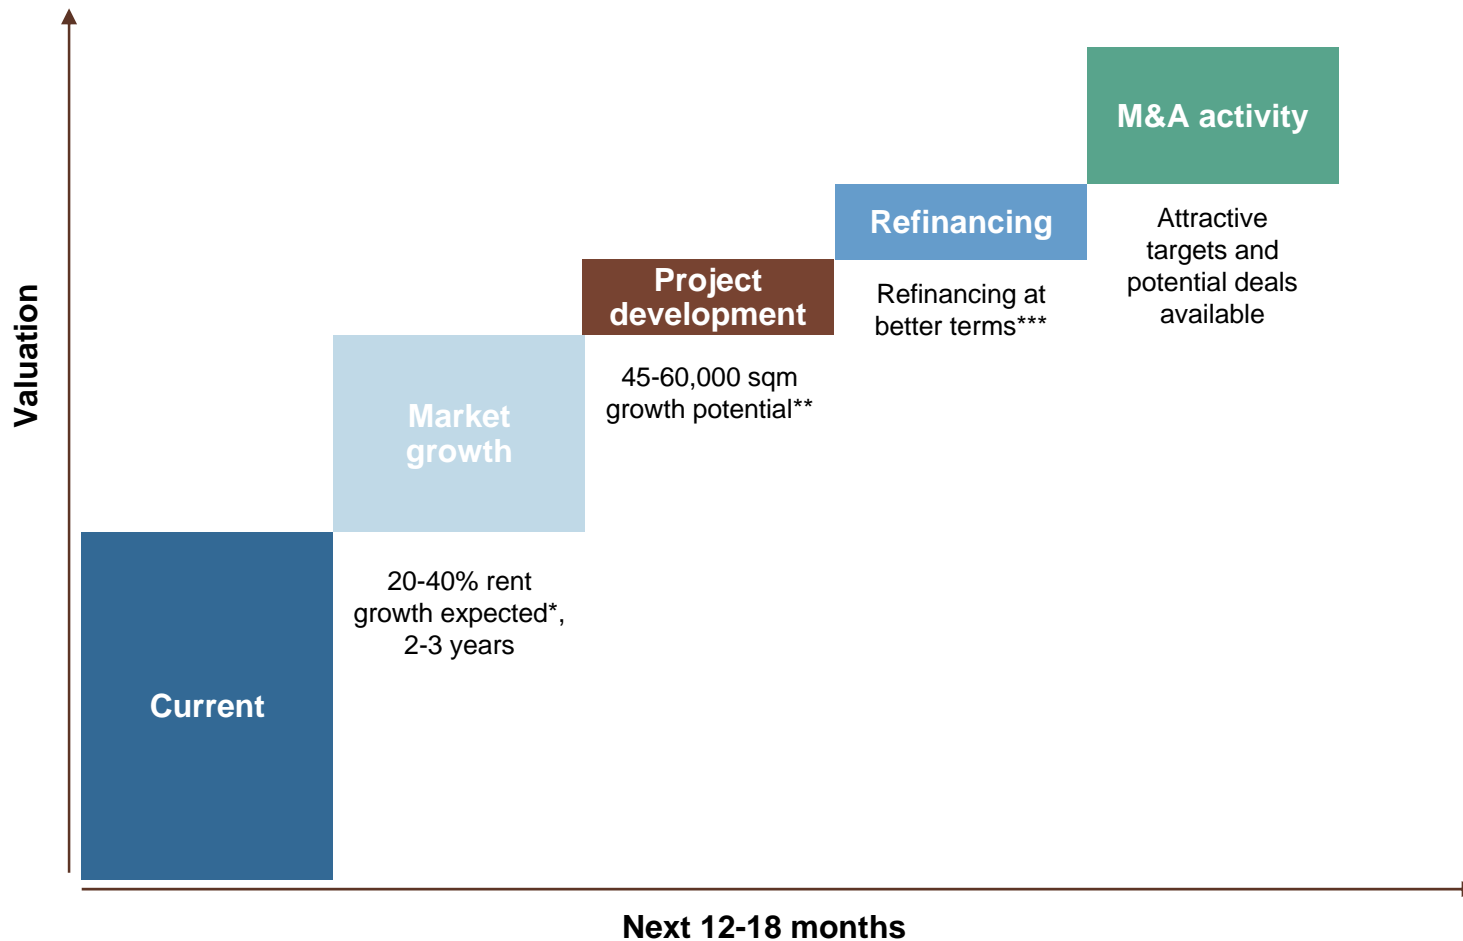 Valuation
Current
Market
growth
20-40% rent
growth expected*,
2-3 years
Project
development
45-60,000 sqm
growth potential**
Refinancing
Refinancing at
better terms***
M&A activity
Attractive
targets and
potential deals
available
Next 12-18 months